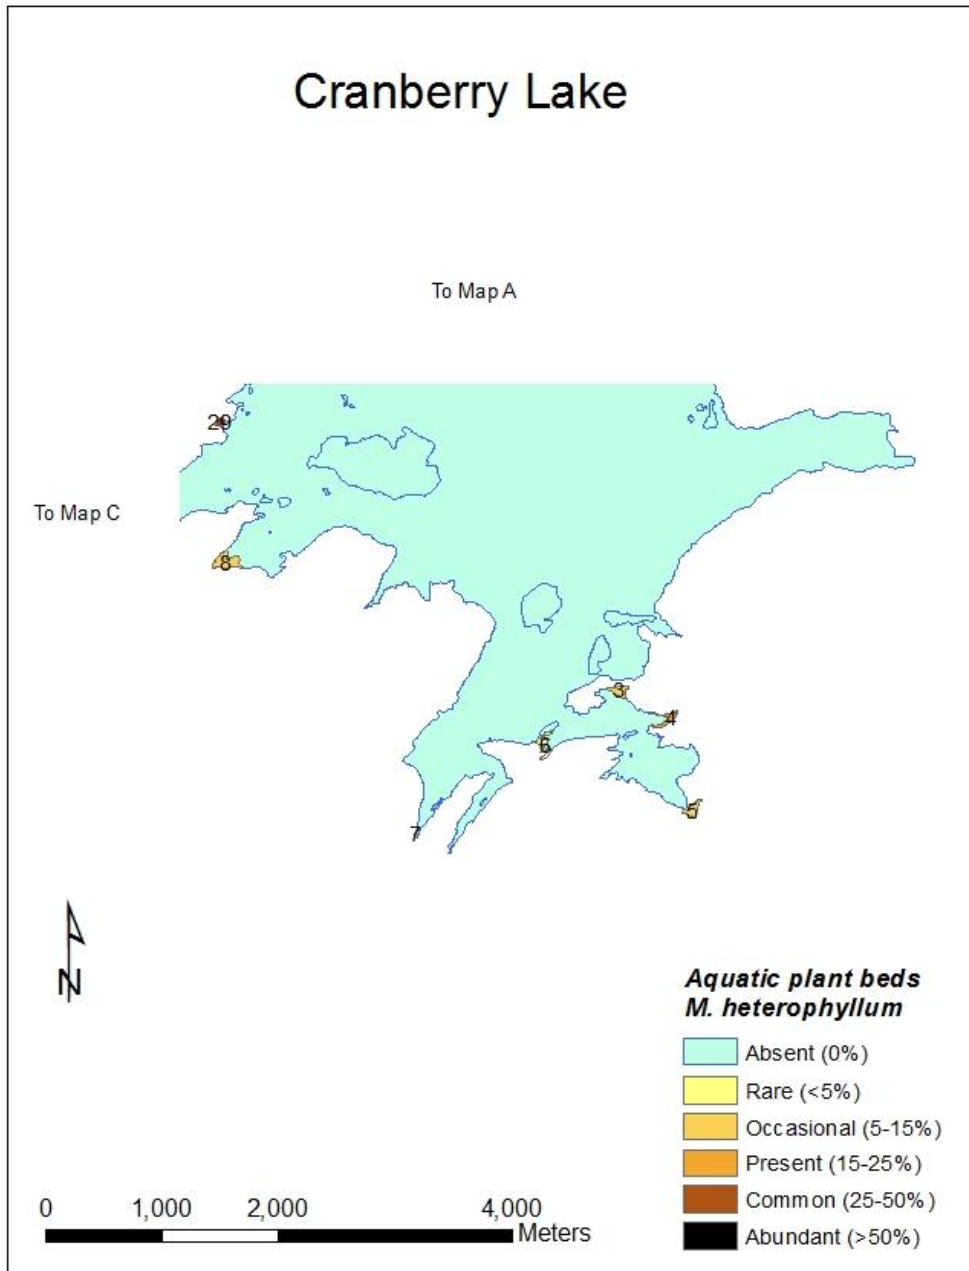 Cranberry Lake
To Map A
29
To Map C
8
3
4
6
5
7
N
Aquatic plant beds
M. heterophyllum
Absent (0%)
Rare (<5%)
Occasional (5-15%)
Present (15-25%)
Common (25-50%)
Abundant (>50%)
0 1,000 2,000 4,000
Meters